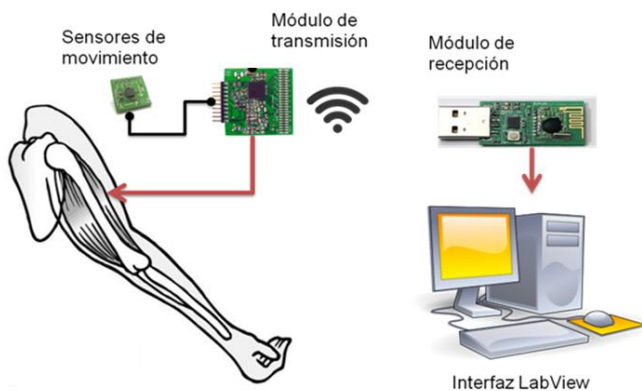 Sensores de
movimiento
Módulo de
transmisión
Módulo de
recepción
Interfaz LabView